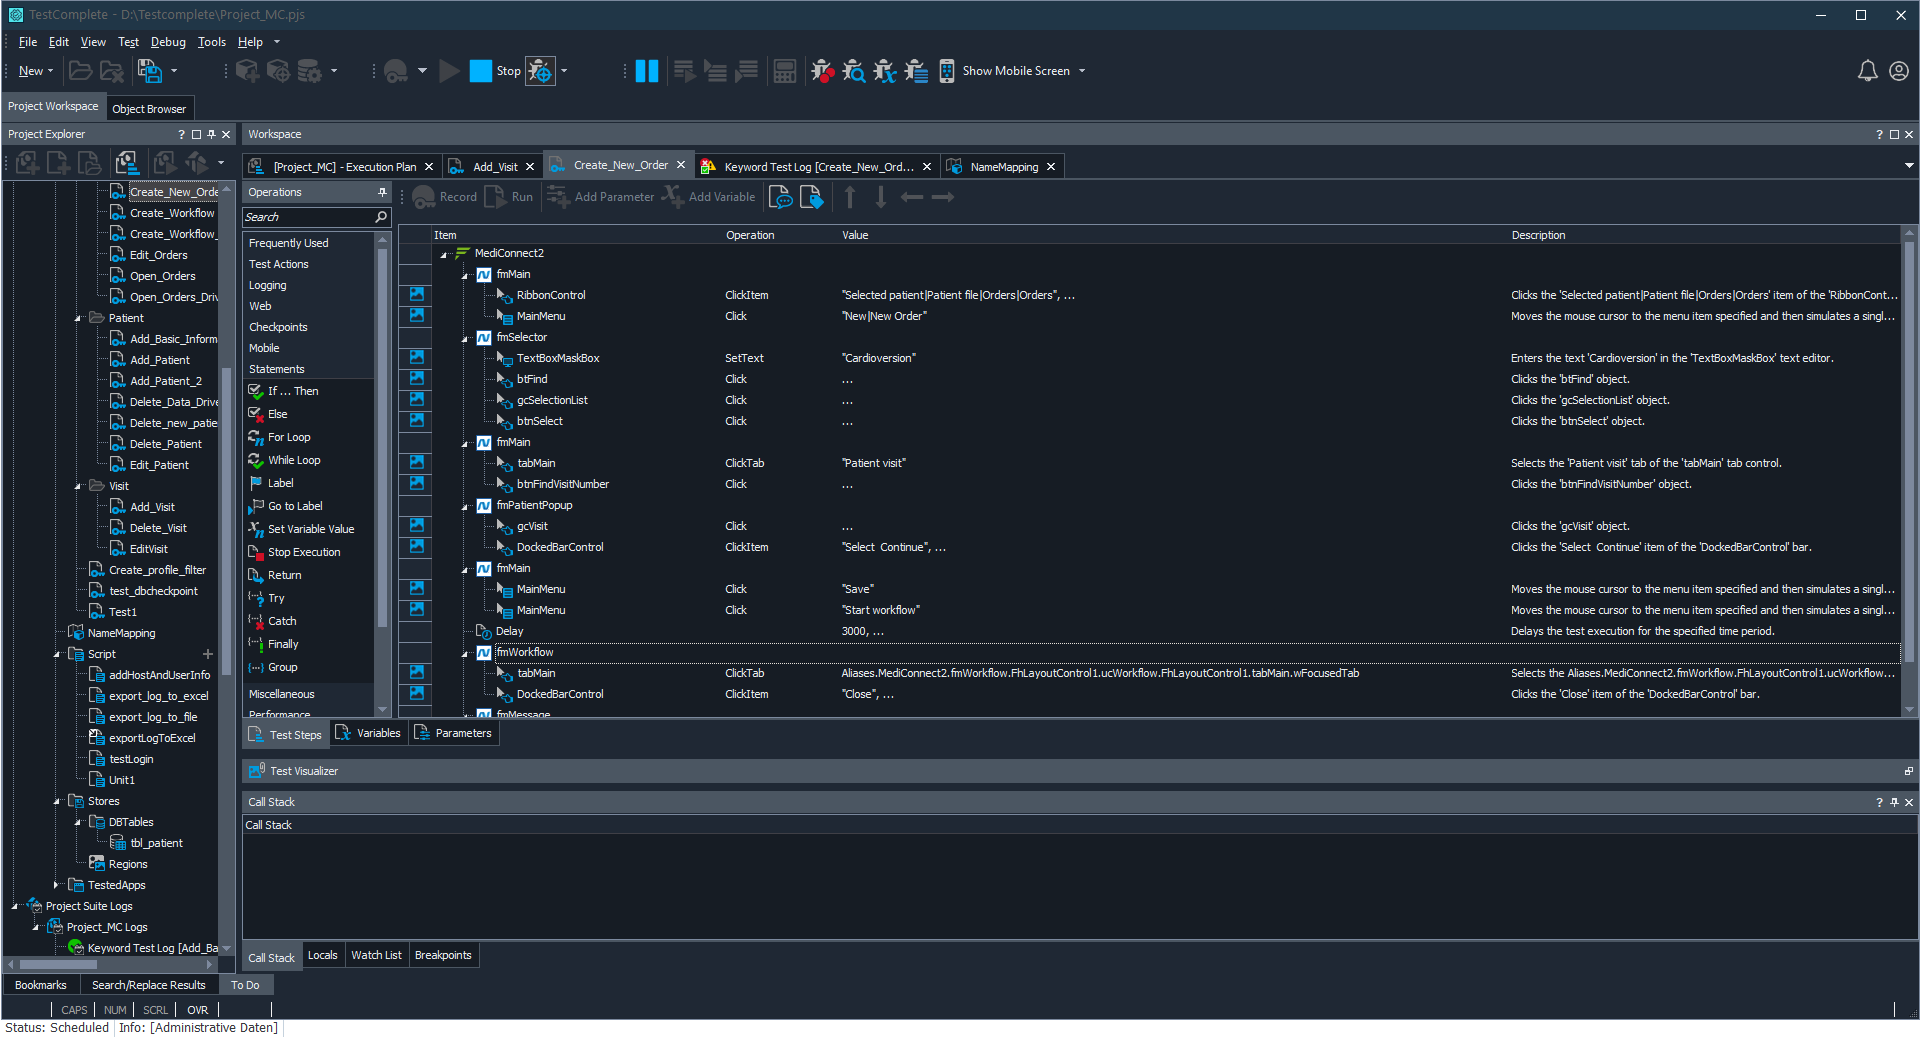 TestComplete - D:\Testcomplete\Project_MC.pjs
File Edit View Test Debug Tools Help
New Stop Show Mobile Screen
Project Workspace Object Browser
Project Explorer
Workspace
[Project_MC] - Execution Plan Add_Visit Create_New_Order Keyword Test Log [Create_New_Ord... NameMapping
Create_New_Orde
Create_Workflow
Create_Workflow_
Edit_Orders
Open_Orders
Open_Orders_Driv
Patient
Add_Basic_Inform
Add_Patient
Add_Patient_2
Delete_Data_Drive
Delete_new_patie
Delete_Patient
Edit_Patient
Visit
Add_Visit
Delete_Visit
EditVisit
Create_profile_filter
test_dbcheckpoint
Test1
NameMapping
Script
addHostAndUserInfo
export_log_to_excel
export_log_to_file
exportLogToExcel
testLogin
Unit1
Stores
DBTables
tbl_patient
Regions
TestedApps
Project Suite Logs
Project_MC Logs
Keyword Test Log [Add_Ba
Operations
Search
Frequently Used
Test Actions
Logging
Web
Checkpoints
Mobile
Statements
If ... Then
Else
For Loop
While Loop
Label
Go to Label
Set Variable Value
Stop Execution
Return
Try
Catch
Finally
Group
Miscellaneous
Performance
Record Run Add Parameter Add Variable
Item Operation Value Description
MediConnect2
fmMain
RibbonControl ClickItem "Selected patient|Patient file|Orders|Orders", ... Clicks the 'Selected patient|Patient file|Orders|Orders' item of the 'RibbonCont...
MainMenu Click "New|New Order" Moves the mouse cursor to the menu item specified and then simulates a singl...
fmSelector
TextBoxMaskBox SetText "Cardioversion" Enters the text 'Cardioversion' in the 'TextBoxMaskBox' text editor.
btFind Click ... Clicks the 'btFind' object.
gcSelectionList Click ... Clicks the 'gcSelectionList' object.
btnSelect Click ... Clicks the 'btnSelect' object.
fmMain
tabMain ClickTab "Patient visit" Selects the 'Patient visit' tab of the 'tabMain' tab control.
btnFindVisitNumber Click ... Clicks the 'btnFindVisitNumber' object.
fmPatientPopup
gcVisit Click ... Clicks the 'gcVisit' object.
DockedBarControl ClickItem "Select  Continue", ... Clicks the 'Select  Continue' item of the 'DockedBarControl' bar.
fmMain
MainMenu Click "Save" Moves the mouse cursor to the menu item specified and then simulates a singl...
MainMenu Click "Start workflow" Moves the mouse cursor to the menu item specified and then simulates a singl...
Delay 3000, ... Delays the test execution for the specified time period.
fmWorkflow
tabMain ClickTab Aliases.MediConnect2.fmWorkflow.FhLayoutControl1.ucWorkflow.FhLayoutControl1.tabMain.wFocusedTab Selects the Aliases.MediConnect2.fmWorkflow.FhLayoutControl1.ucWorkflow...
DockedBarControl ClickItem "Close", ... Clicks the 'Close' item of the 'DockedBarControl' bar.
fmMessage
Test Steps Variables Parameters
Test Visualizer
Call Stack
Call Stack
Call Stack Locals Watch List Breakpoints
Bookmarks Search/Replace Results To Do
CAPS NUM SCRL OVR
Status: Scheduled Info: [Administrative Daten]